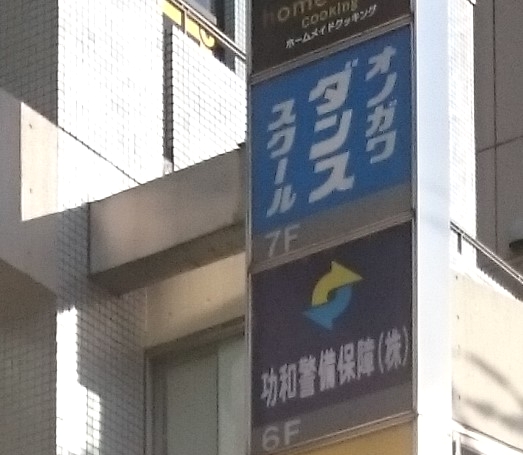 home
cooking
ホームメイドクッキング
オノガワ
ダンス
スクール
7F
功和警備保障(株)
6F